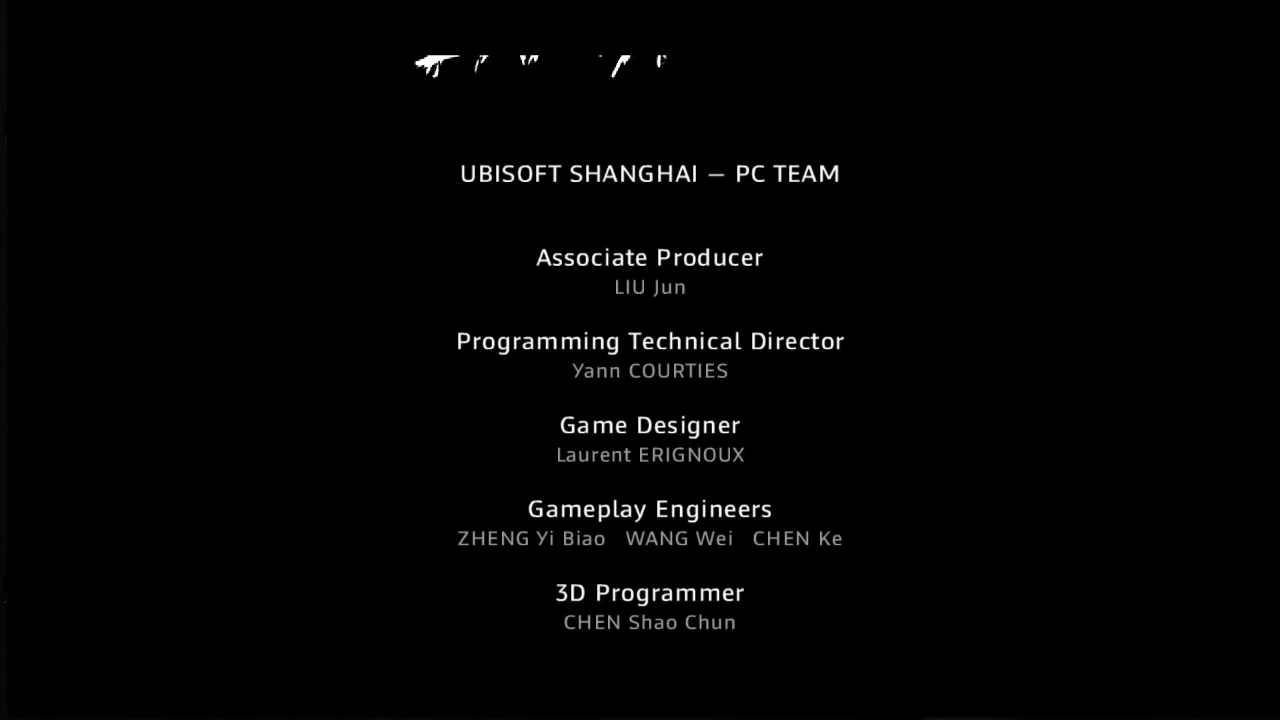 UBISOFT SHANGHAI — PC TEAM
Associate Producer
LIU Jun
Programming Technical Director
Yann COURTIES
Game Designer
Laurent ERIGNOUX
Gameplay Engineers
ZHENG Yi Biao WANG Wei CHEN Ke
3D Programmer
CHEN Shao Chun